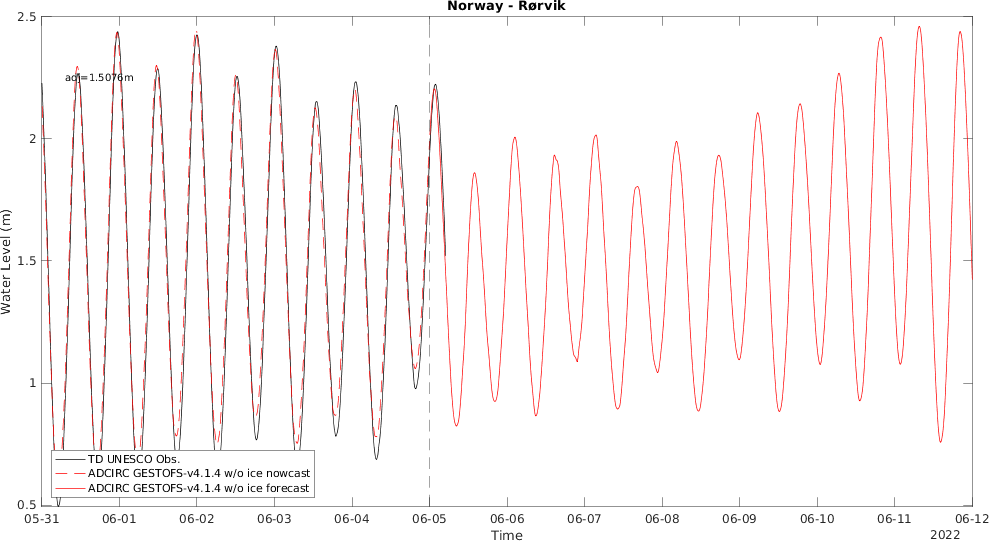 Norway - Rørvik
2.5
2
1.5
1
0.5
Water Level (m)
adj=1.5076m
TD UNESCO Obs.
ADCIRC GESTOFS-v4.1.4 w/o ice nowcast
ADCIRC GESTOFS-v4.1.4 w/o ice forecast
05-31 06-01 06-02 06-03 06-04 06-05 06-06 06-07 06-08 06-09 06-10 06-11 06-12
Time
2022